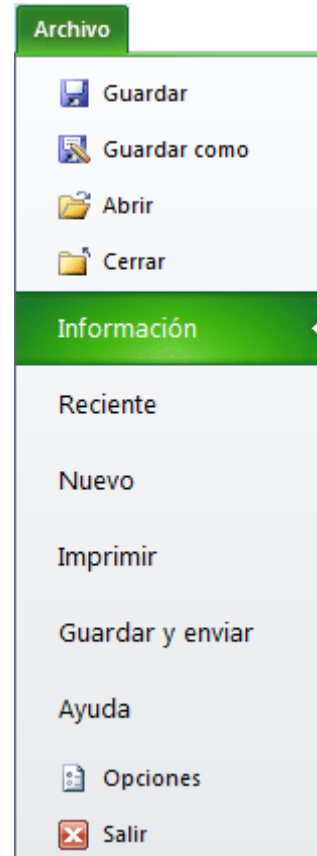 Archivo
Guardar
Guardar como
Abrir
Cerrar
Información
Reciente
Nuevo
Imprimir
Guardar y enviar
Ayuda
Opciones
Salir